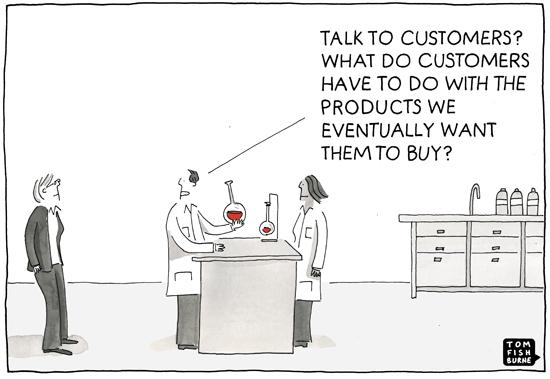 TALK TO CUSTOMERS?
WHAT DO CUSTOMERS
HAVE TO DO WITH THE
PRODUCTS WE
EVENTUALLY WANT
THEM TO BUY?
TOM
FISH
BURNE